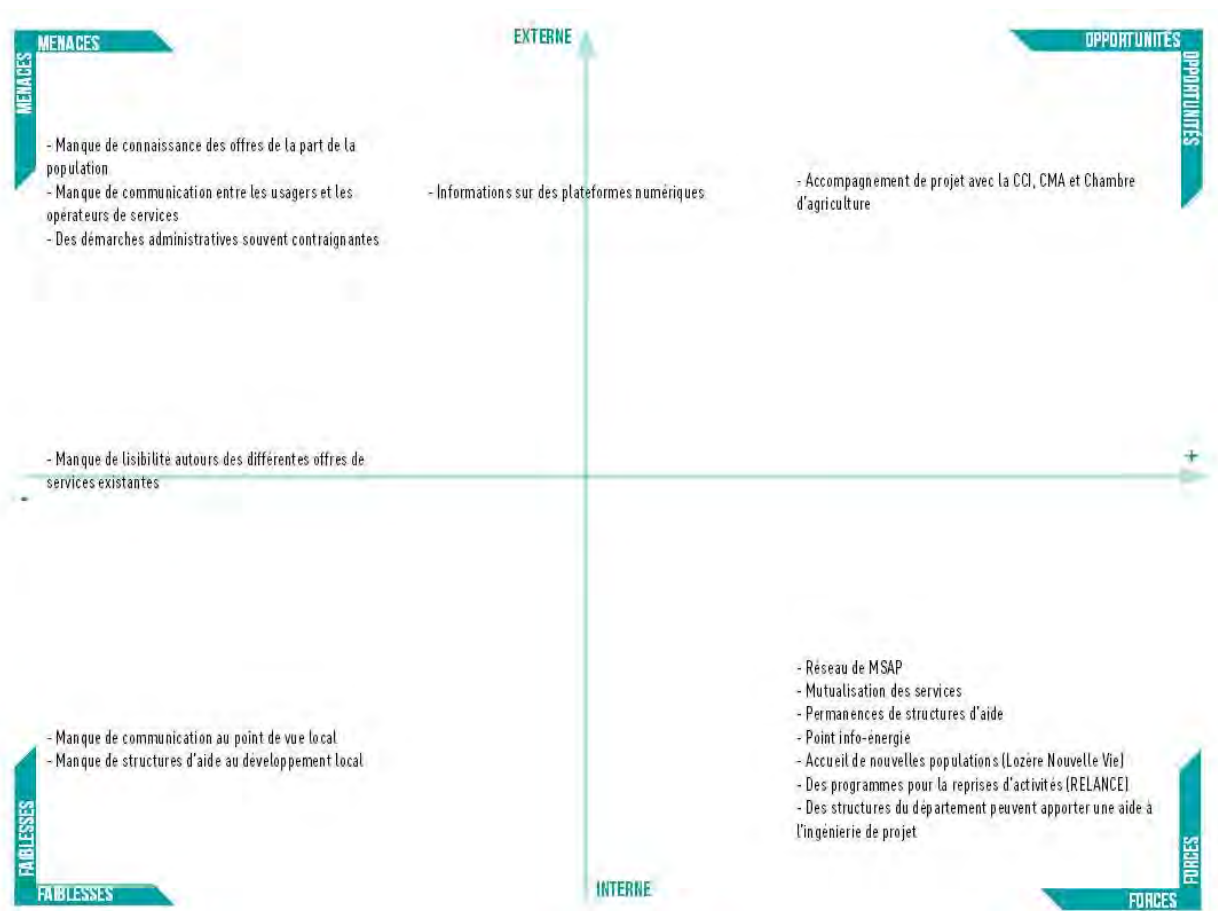 MENACES
MENACES
EXTERNE
OPPORTUNITÉS
OPPORTUNITÉS
- Manque de connaissance des offres de la part de la
population
- Manque de communication entre les usagers et les
opérateurs de services
- Des démarches administratives souvent contraignantes
- Informations sur des plateformes numériques
- Accompagnement de projet avec la CCI, CMA et Chambre
d'agriculture
- Manque de lisibilité autours des différentes offres de
services existantes
+
-
- Manque de communication au point de vue local
- Manque de structures d'aide au développement local
- Réseau de MSAP
- Mutualisation des services
- Permanences de structures d'aide
- Point info-énergie
- Accueil de nouvelles populations (Lozère Nouvelle Vie)
- Des programmes pour la reprises d'activités (RELANCE)
- Des structures du département peuvent apporter une aide à
l'ingénierie de projet
FAIBLESSES
FAIBLESSES
INTERNE
FORCES
FORCES